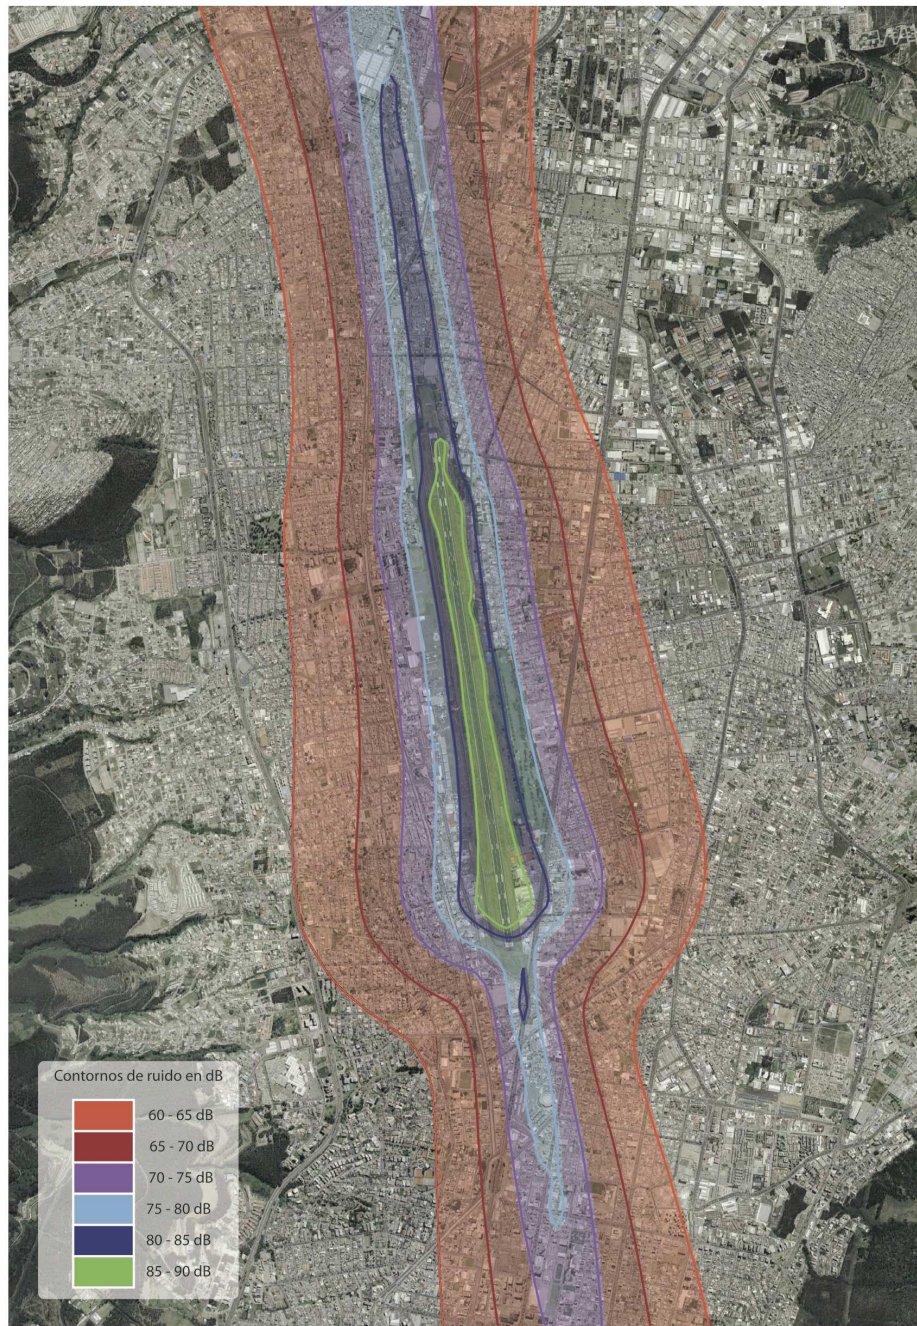 Contornos de ruido en dB
60 - 65 dB
65 - 70 dB
70 - 75 dB
75 - 80 dB
80 - 85 dB
85 - 90 dB